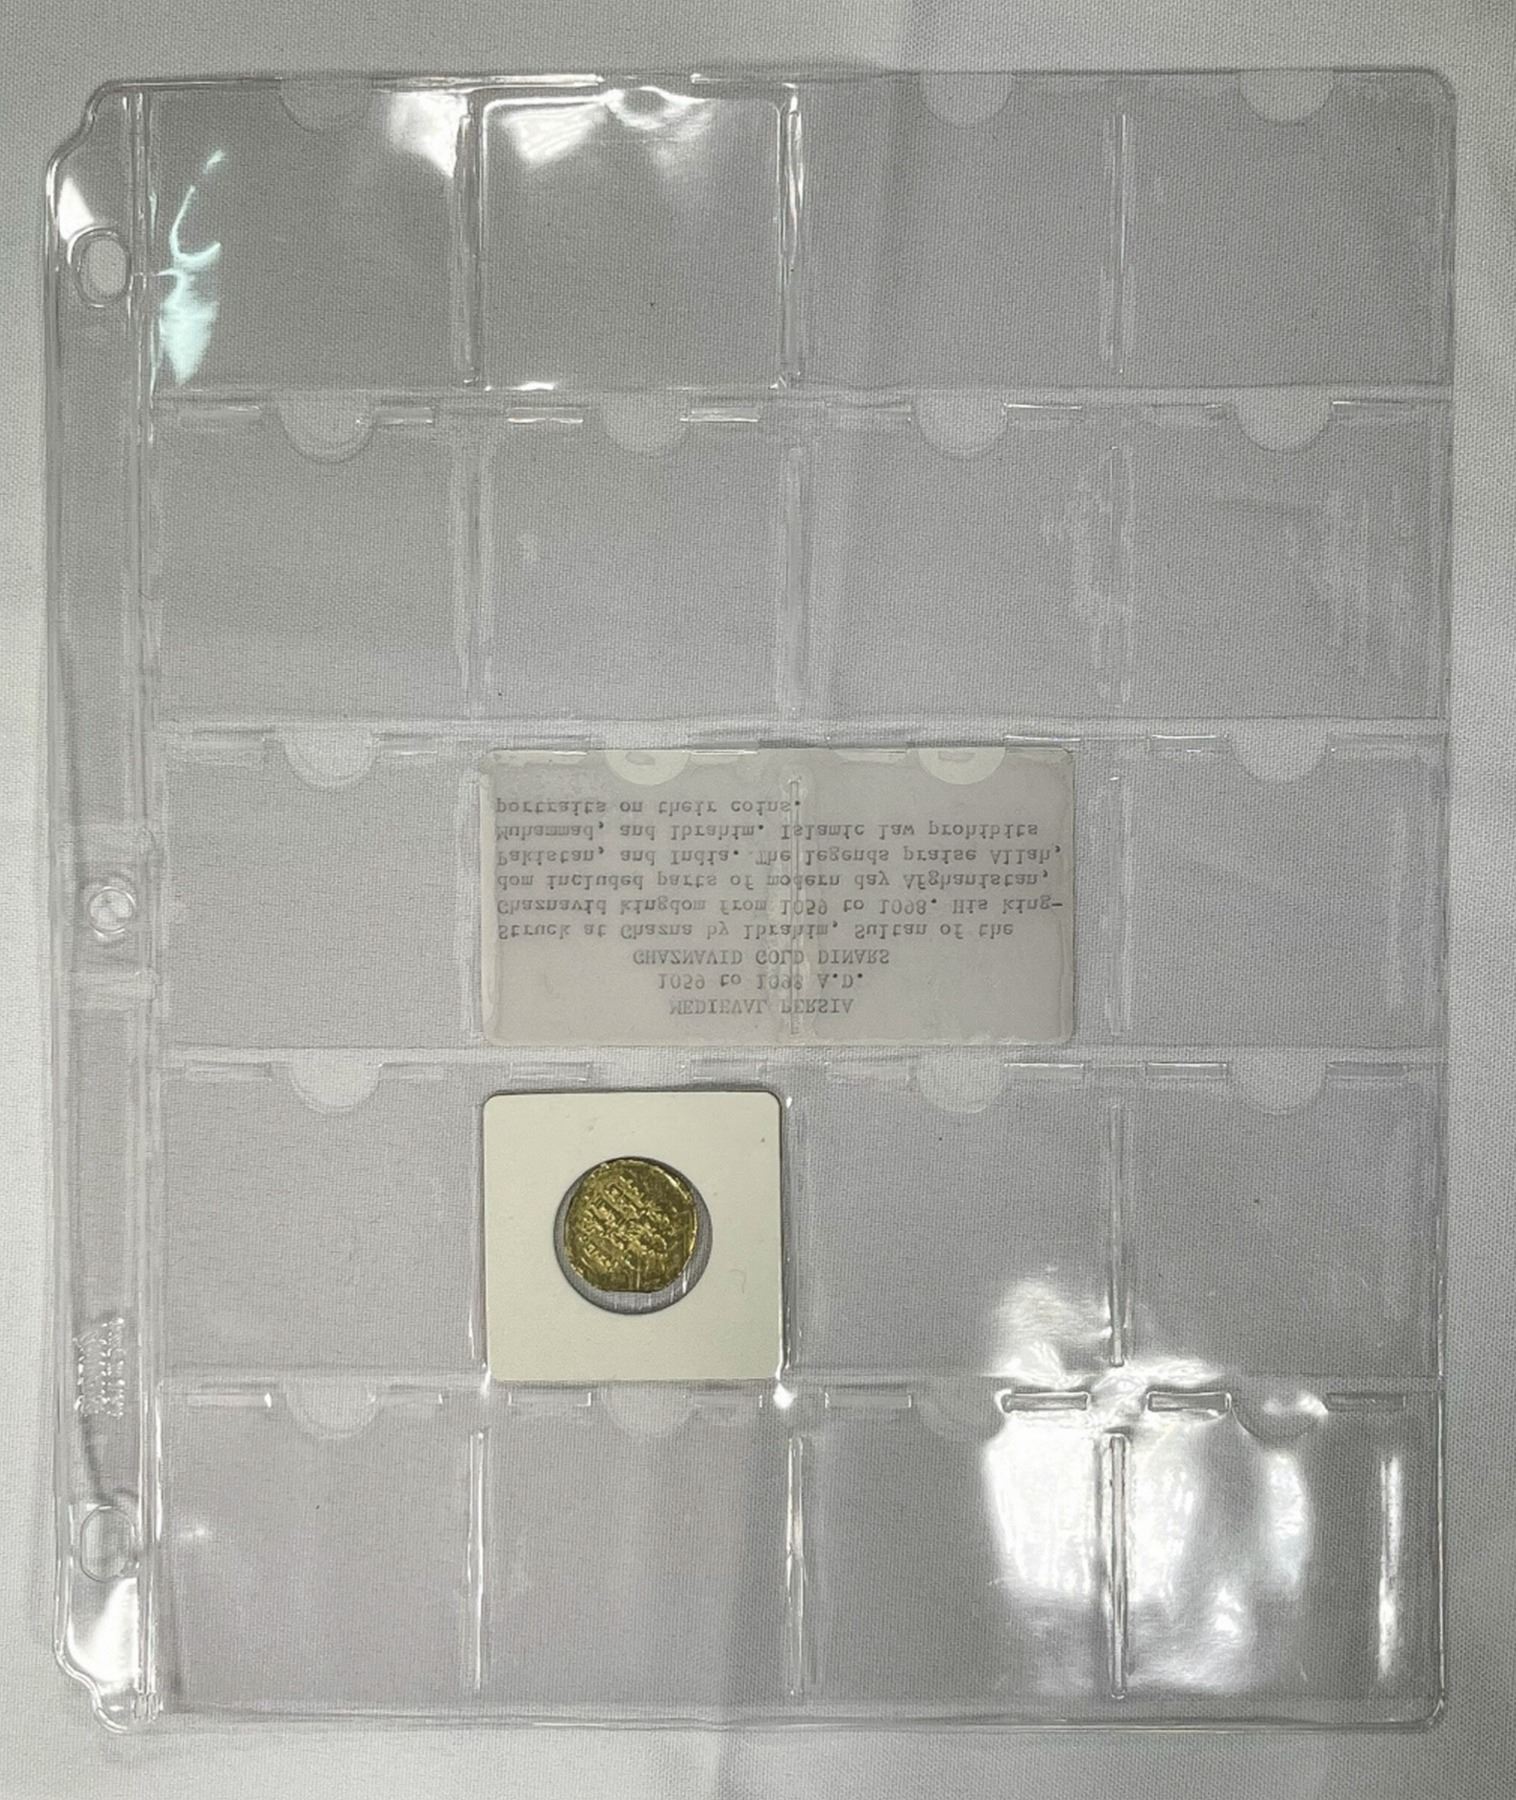 MEDIEVAL PERSIA
1059 to 1098 A.D.
GHAZNAVID GOLD DINARS
Struck at Ghazna by Ibrahim, Sultan of the
Ghaznavid kingdom from 1059 to 1098. His king-
dom included parts of modern day Afghanistan,
Pakistan, and India. The legends praise Allah,
Muhammad, and Ibrahim. Islamic law prohibits
portraits on their coins.